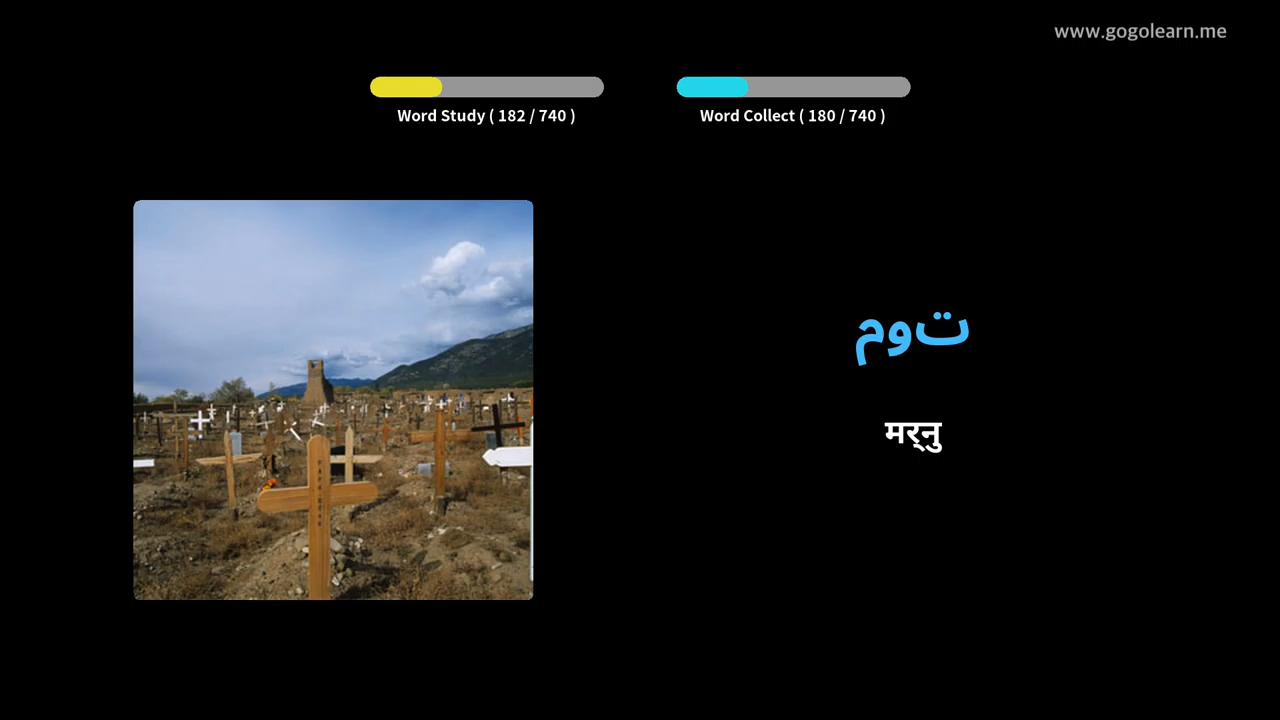 موت
मर्‌नु
www.gogolearn.me
Word Study ( 182 / 740 )
Word Collect ( 180 / 740 )